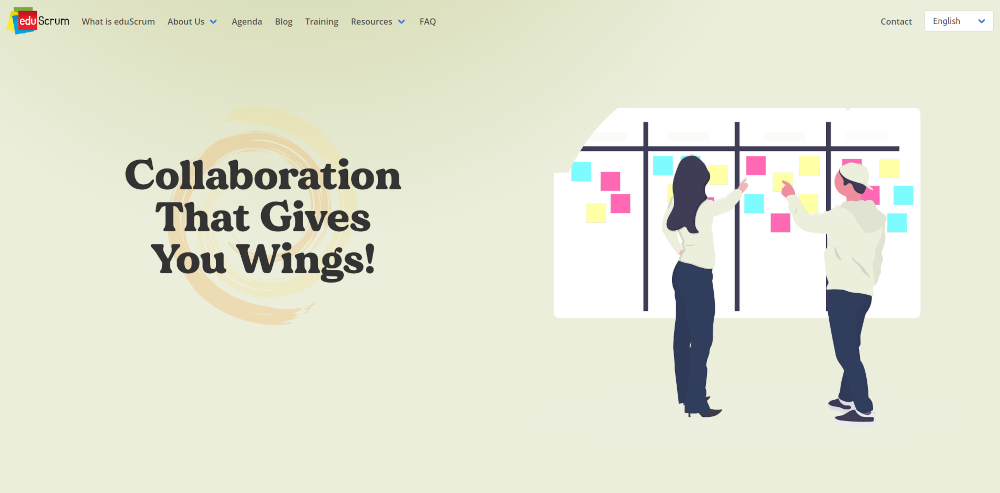 eduScrum
What is eduScrum
About Us
Agenda
Blog
Training
Resources
FAQ
Contact
English
Collaboration
That Gives
You Wings!